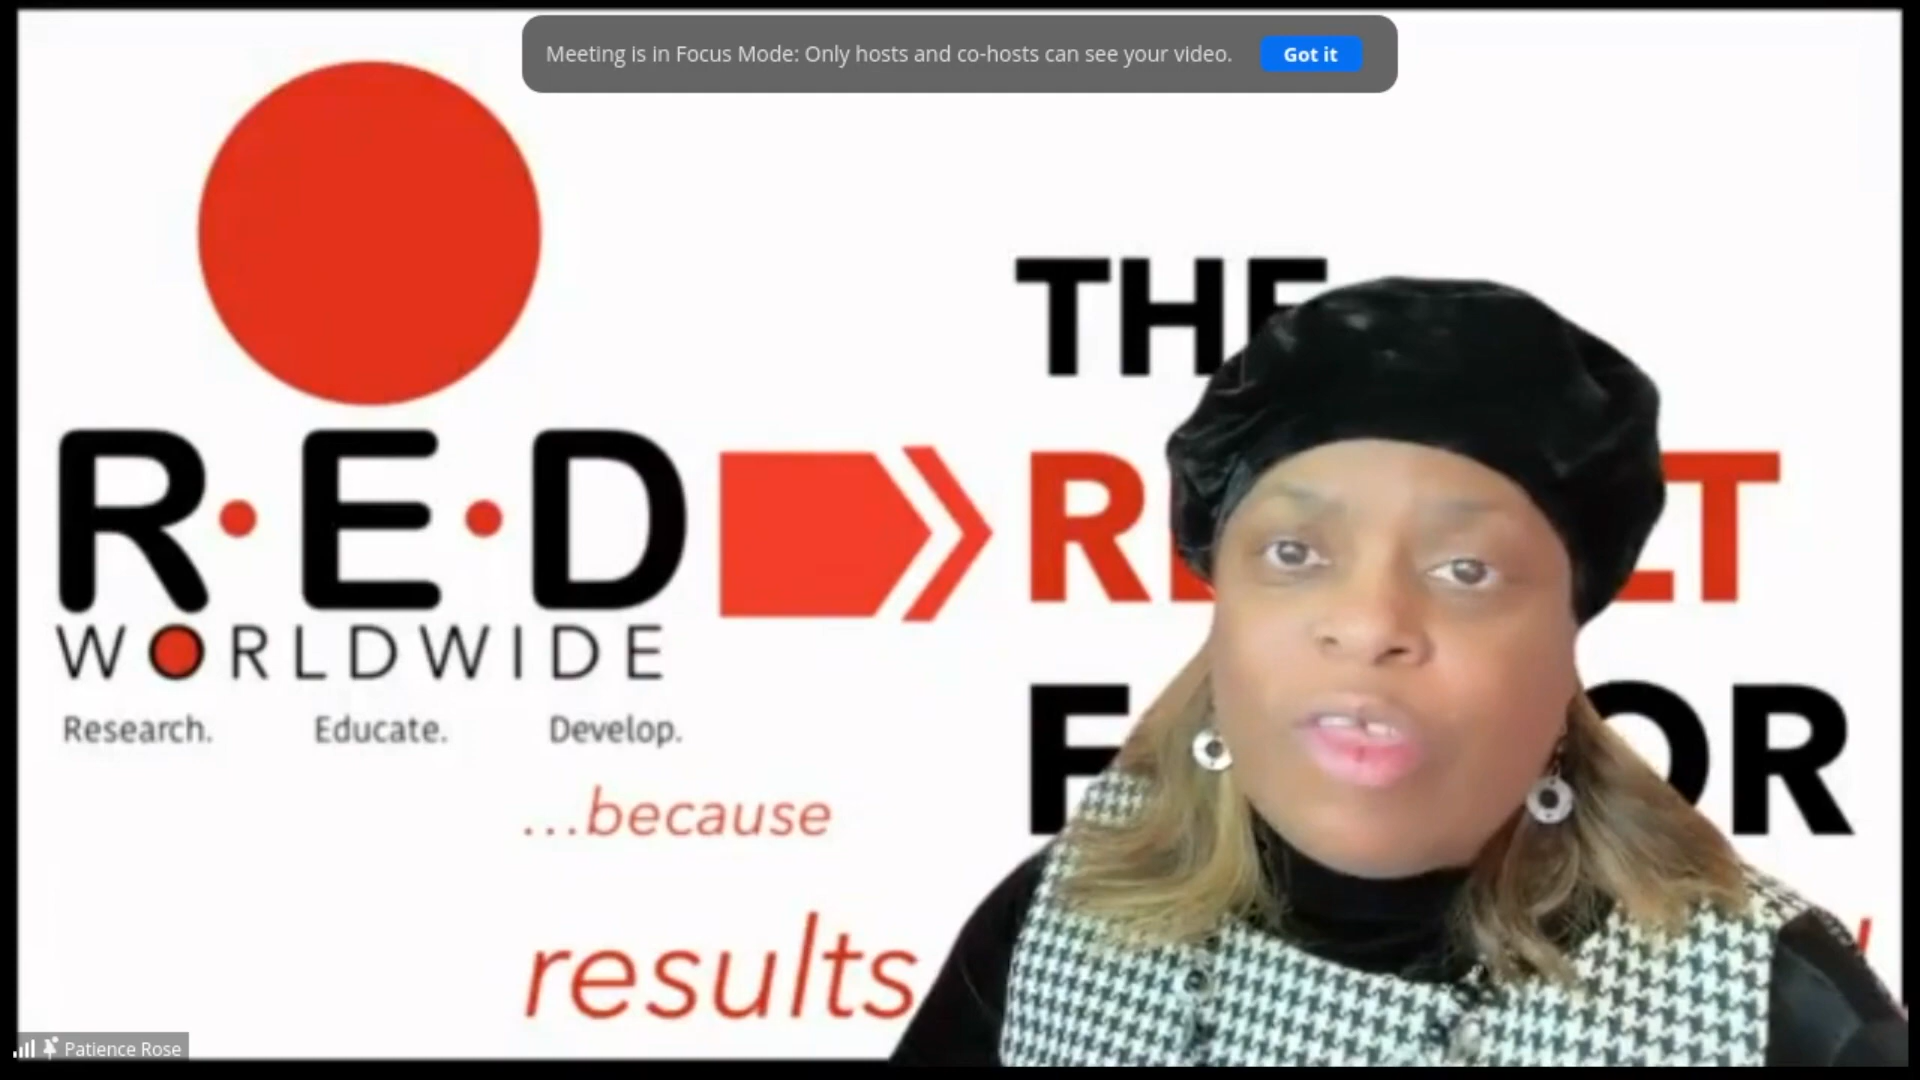 Meeting is in Focus Mode: Only hosts and co-hosts can see your video.
Got it
THE
R·E·D
WORLDWIDE
Research. Educate. Develop.
...because
results
Patience Rose